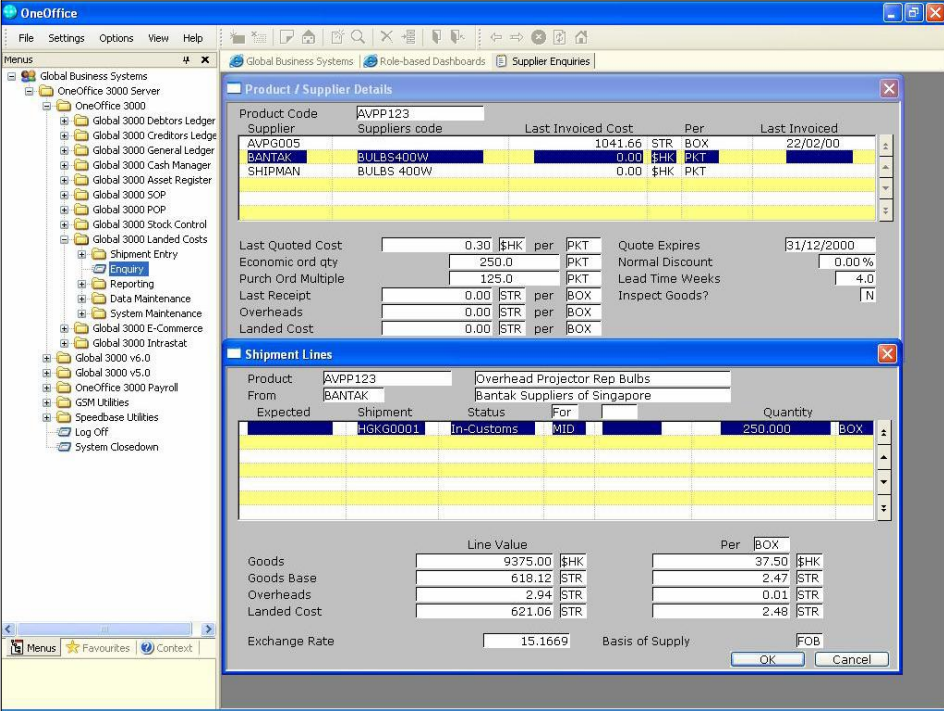 OneOffice
File Settings Options View Help
Menus
Global Business Systems Role-based Dashboards Supplier Enquiries
Global Business Systems
OneOffice 3000 Server
OneOffice 3000
Global 3000 Debtors Ledger
Global 3000 Creditors Ledge
Global 3000 General Ledger
Global 3000 Cash Manager
Global 3000 Asset Register
Global 3000 SOP
Global 3000 POP
Global 3000 Stock Control
Global 3000 Landed Costs
Shipment Entry
Enquiry
Reporting
Data Maintenance
System Maintenance
Global 3000 E-Commerce
Global 3000 Intrastat
Global 3000 v6.0
Global 3000 v5.0
OneOffice 3000 Payroll
GSM Utilities
Speedbase Utilities
Log Off
System Closedown
Menus Favourites Context
Product / Supplier Details
Product Code AVPP123
Supplier Suppliers code Last Invoiced Cost Per Last Invoiced
AVPG005 1041.66 STR BOX 22/02/00
BANTAK BULBS400W 0.00 $HK PKT
SHIPMAN BULBS 400W 0.00 $HK PKT
Last Quoted Cost 0.30 $HK per PKT Quote Expires 31/12/2000
Economic ord qty 250.0 PKT Normal Discount 0.00 %
Purch Ord Multiple 125.0 PKT Lead Time Weeks 4.0
Last Receipt 0.00 STR per BOX Inspect Goods? N
Overheads 0.00 STR per BOX
Landed Cost 0.00 STR per BOX
Shipment Lines
Product AVPP123 Overhead Projector Rep Bulbs
From BANTAK Bantak Suppliers of Singapore
Expected Shipment Status For Quantity
HGKG0001 In-Customs MID 250.000 BOX
Line Value Per BOX
Goods 9375.00 $HK 37.50 $HK
Goods Base 618.12 STR 2.47 STR
Overheads 2.94 STR 0.01 STR
Landed Cost 621.06 STR 2.48 STR
Exchange Rate 15.1669 Basis of Supply FOB
OK Cancel